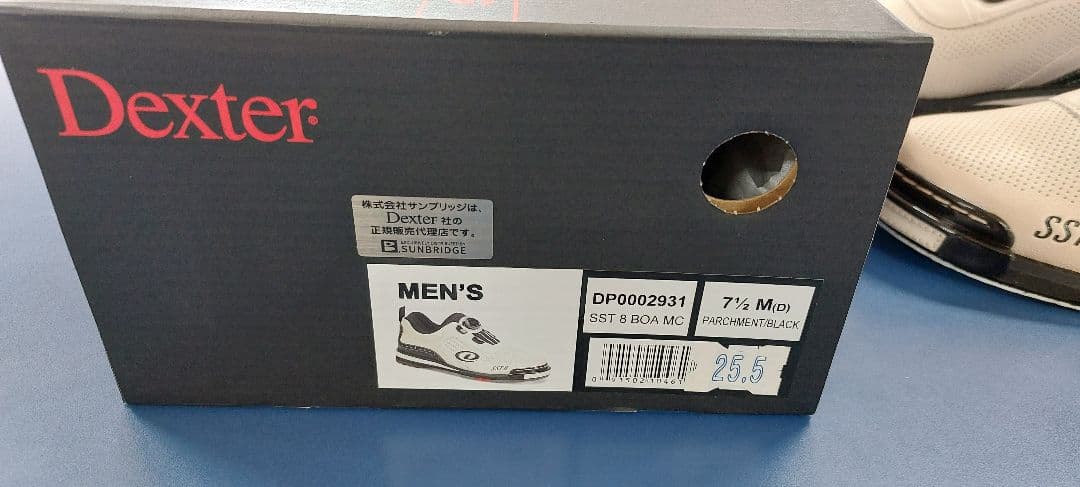 Dexter®
株式会社サンブリッジは、
Dexter 社の
正規販売代理店です。
B SUNBRIDGE
MEN'S
SST8
DP0002931
SST 8 BOA MC
7½ M(D)
PARCHMENT/BLACK
25.5
SST